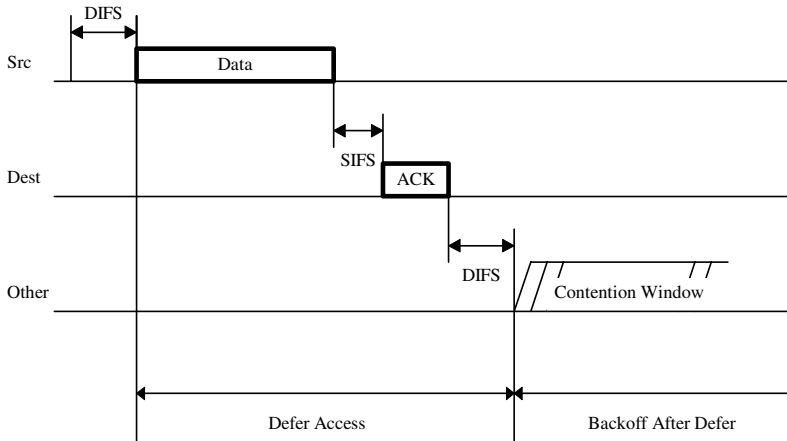 DIFS
Src
Data
SIFS
Dest
ACK
DIFS
Other
Contention Window
Defer Access
Backoff After Defer